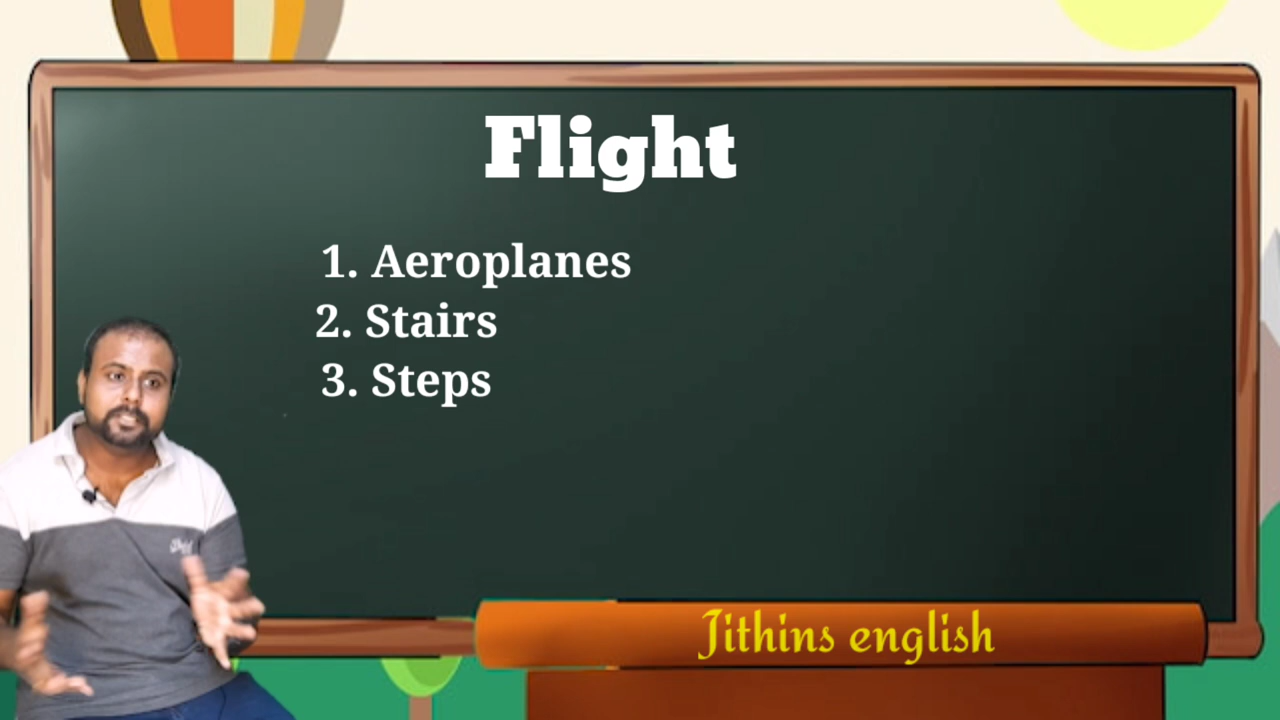 Flight
1. Aeroplanes
2. Stairs
3. Steps
Jithins english